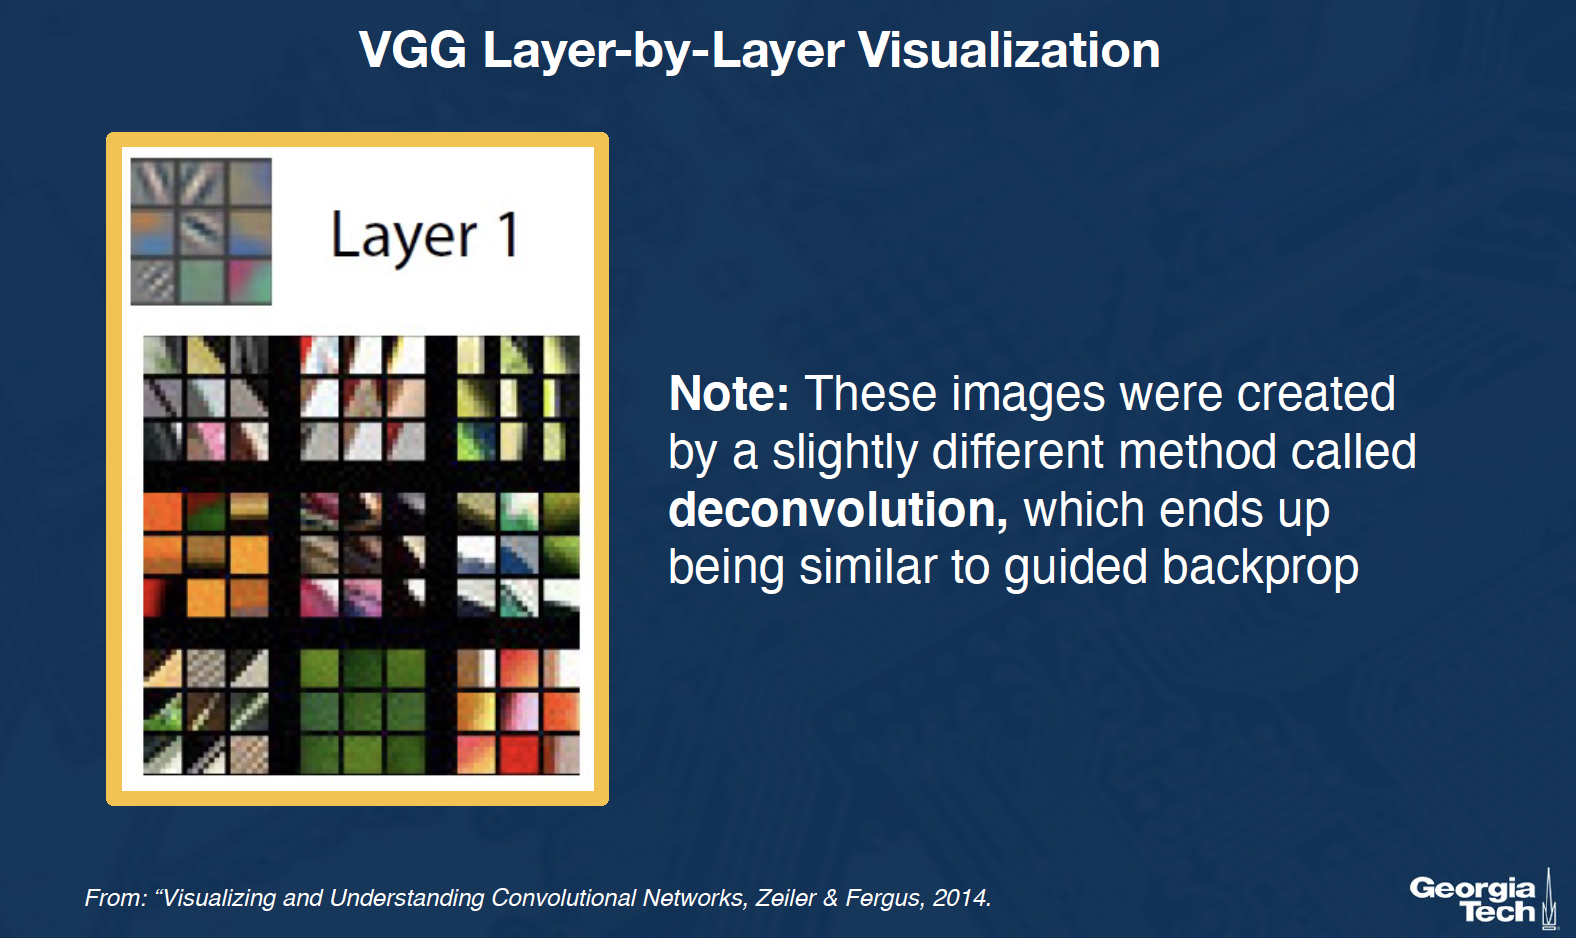 VGG Layer-by-Layer Visualization
Layer 1
Note: These images were created
by a slightly different method called
deconvolution, which ends up
being similar to guided backprop
From: “Visualizing and Understanding Convolutional Networks, Zeiler & Fergus, 2014.
Georgia
Tech